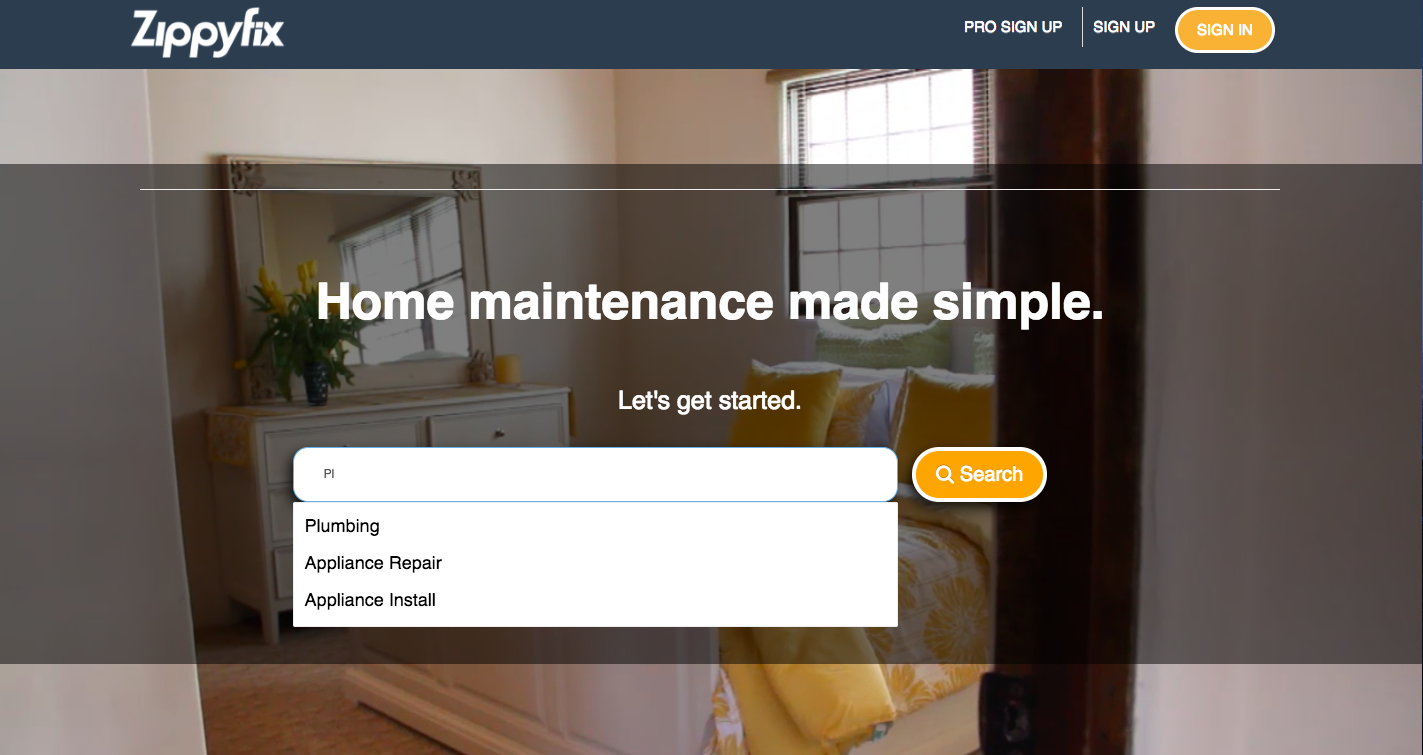 Zippyfix
PRO SIGN UP
SIGN UP
SIGN IN
Home maintenance made simple.
Let's get started.
Pl
Search
Plumbing
Appliance Repair
Appliance Install